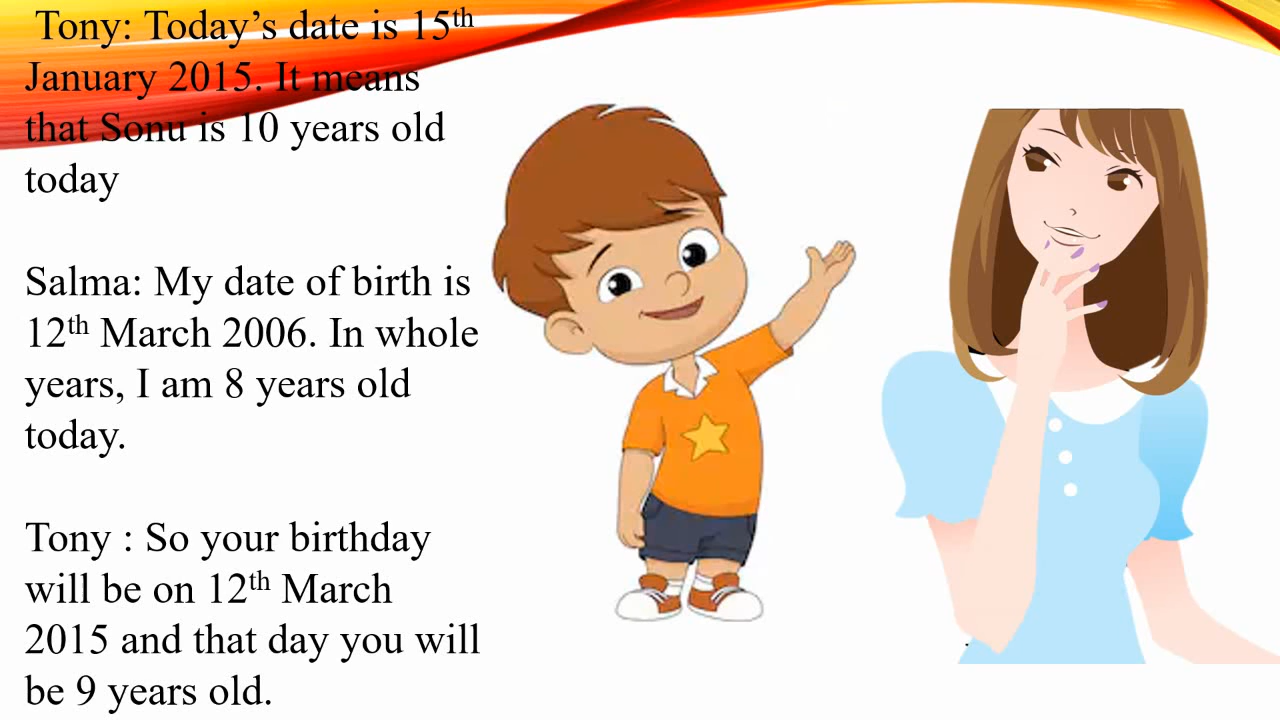 Tony: Today’s date is 15th
January 2015. It means
that Sonu is 10 years old
today
Salma: My date of birth is
12th March 2006. In whole
years, I am 8 years old
today.
Tony : So your birthday
will be on 12th March
2015 and that day you will
be 9 years old.